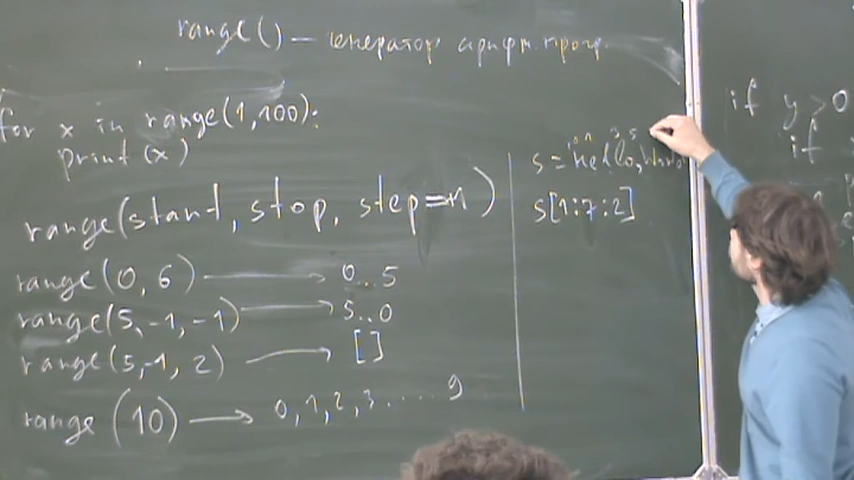 range() — генератор арифм. прогр.
for x in range(1,100):
print(x)
range(start, stop, step=n)
range(0, 6) → 0...5
range(5, -1, -1) → 5..0
range(5, -1, 2) → []
range (10) → 0, 1, 2, 3 ..... 9
s = 'hello,
s[1:7:2]
if y > 0
if